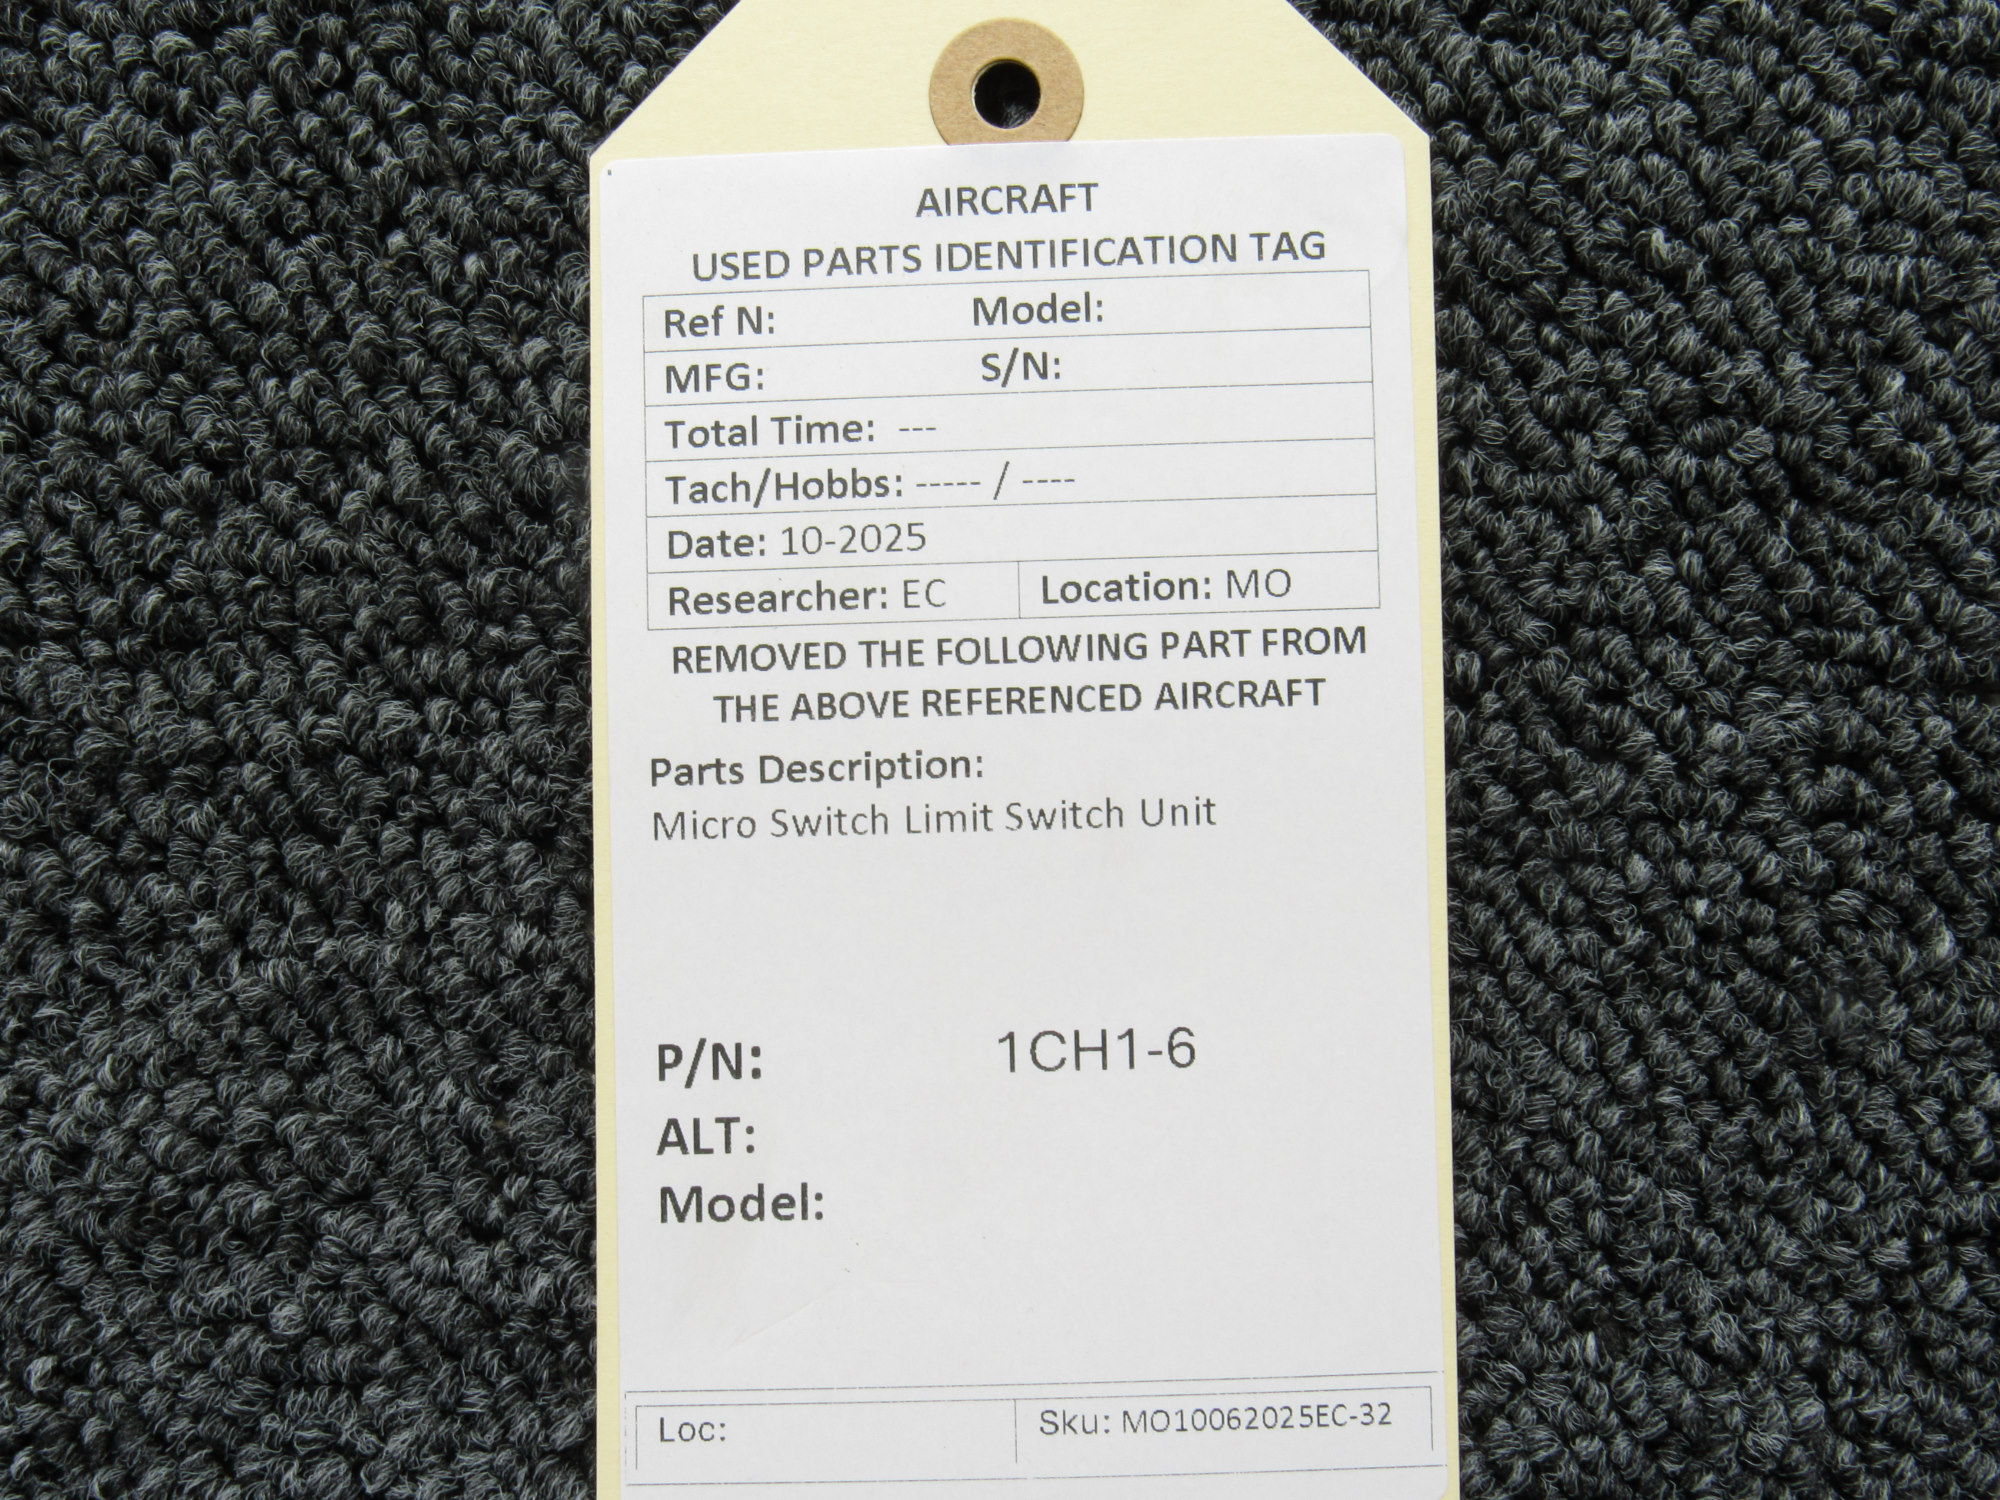 AIRCRAFT
USED PARTS IDENTIFICATION TAG
Ref N: Model:
MFG: S/N:
Total Time: ---
Tach/Hobbs: ----- / ----
Date: 10-2025
Researcher: EC Location: MO
REMOVED THE FOLLOWING PART FROM
THE ABOVE REFERENCED AIRCRAFT
Parts Description:
Micro Switch Limit Switch Unit
P/N: 1CH1-6
ALT:
Model:
Loc: Sku: MO10062025EC-32